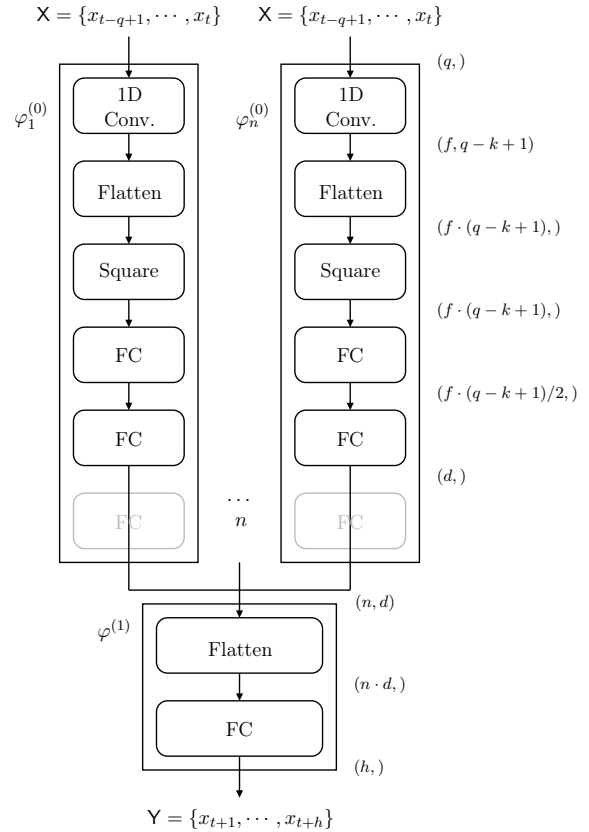 X = {x_{t−q+1}, ⋯ , x_t} X = {x_{t−q+1}, ⋯ , x_t}
(q,)
φ_1^{(0)} 1D Conv. φ_n^{(0)} 1D Conv.
(f, q − k + 1)
Flatten Flatten
(f · (q − k + 1), )
Square Square
(f · (q − k + 1), )
FC FC
(f · (q − k + 1)/2, )
FC FC
(d, )
⋯
FC n FC
(n, d)
φ^{(1)}
Flatten
(n · d, )
FC
(h, )
Y = {x_{t+1}, ⋯ , x_{t+h}}